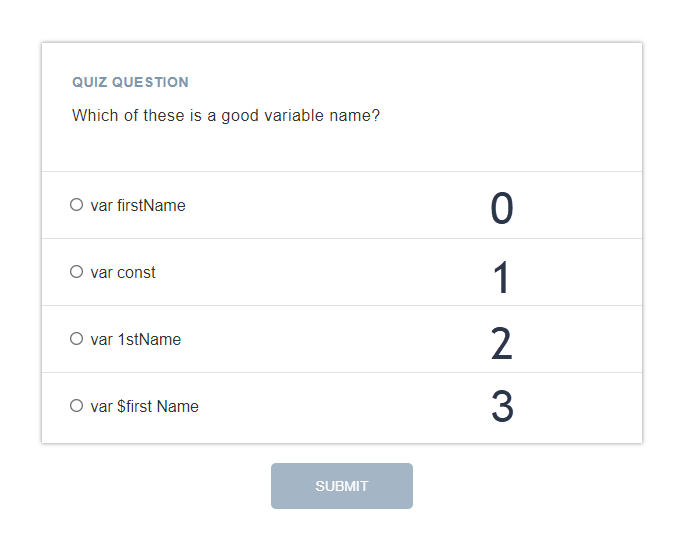 QUIZ QUESTION
Which of these is a good variable name?
var firstName 0
var const 1
var 1stName 2
var $first Name 3
SUBMIT